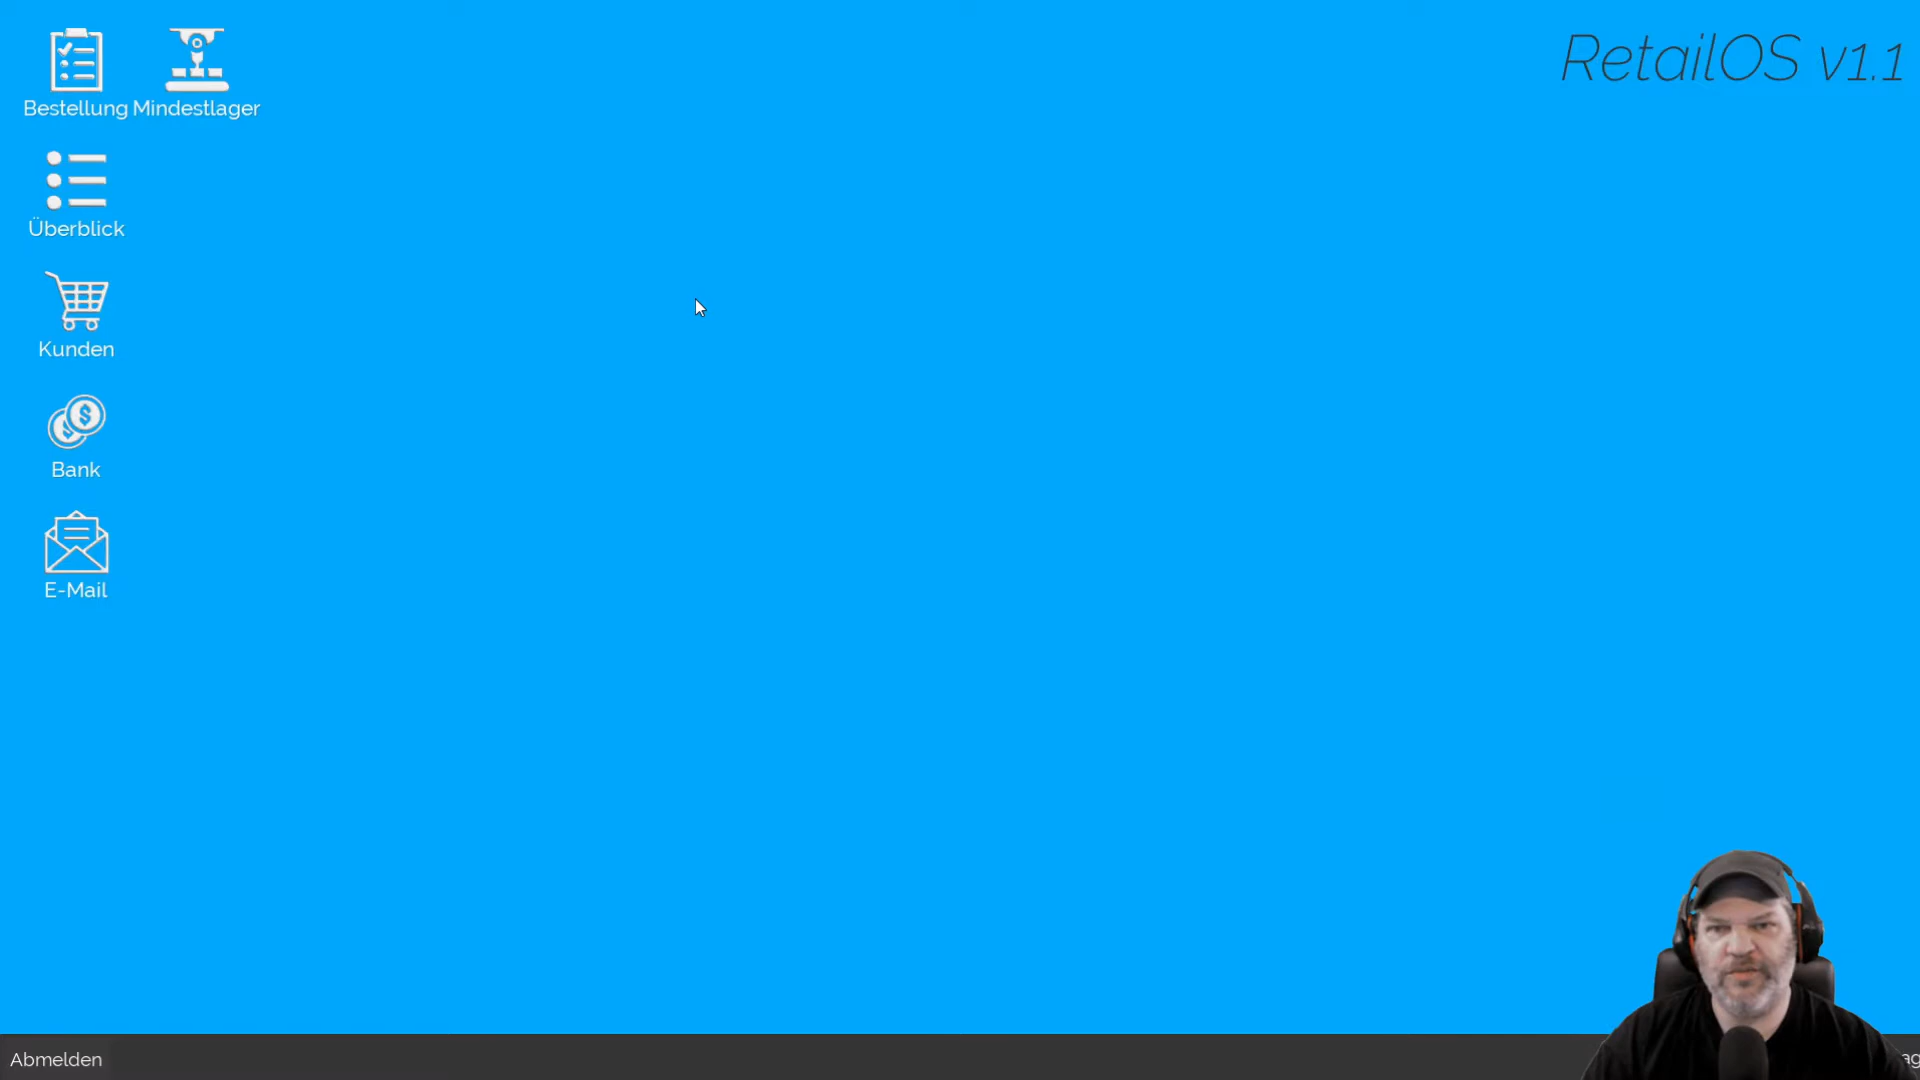 RetailOS v1.1
Bestellung
Mindestlager
Überblick
Kunden
Bank
E-Mail
Abmelden